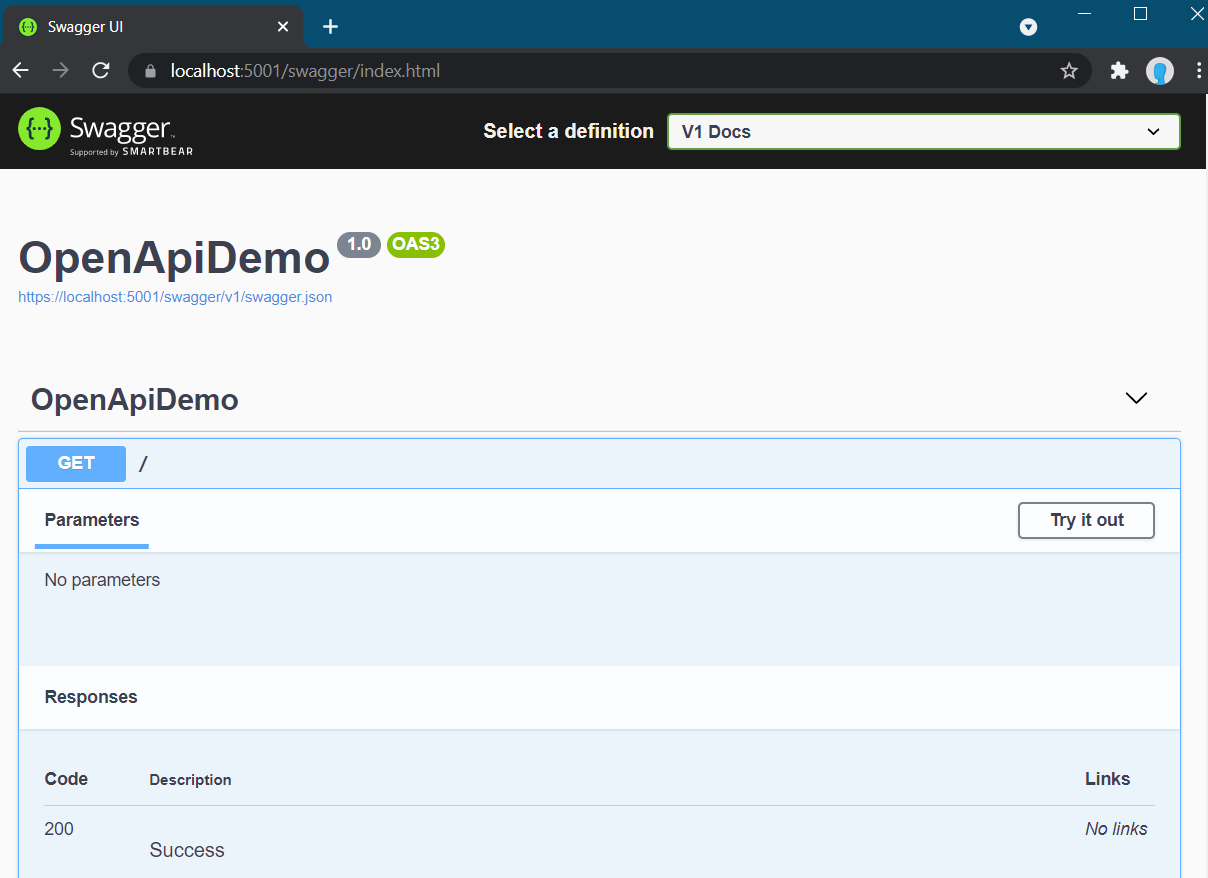 Swagger UI
localhost:5001/swagger/index.html
{...} Swagger™
Supported by SMARTBEAR
Select a definition
V1 Docs
OpenApiDemo 1.0 OAS3
https://localhost:5001/swagger/v1/swagger.json
OpenApiDemo
GET /
Parameters
Try it out
No parameters
Responses
Code Description Links
200 No links
Success